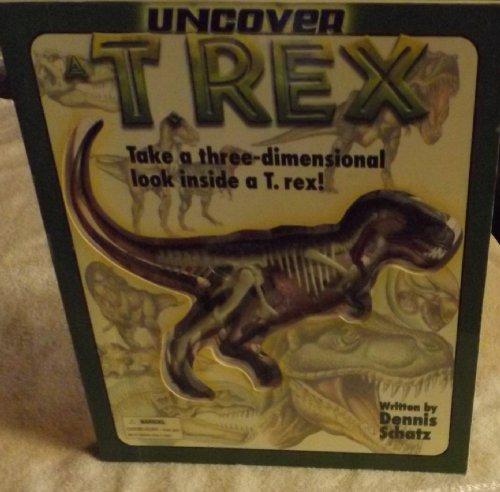 UNCOVER
A T.REX
Take a three-dimensional
look inside a T. rex!
Written by
Dennis
Schatz
WARNING: